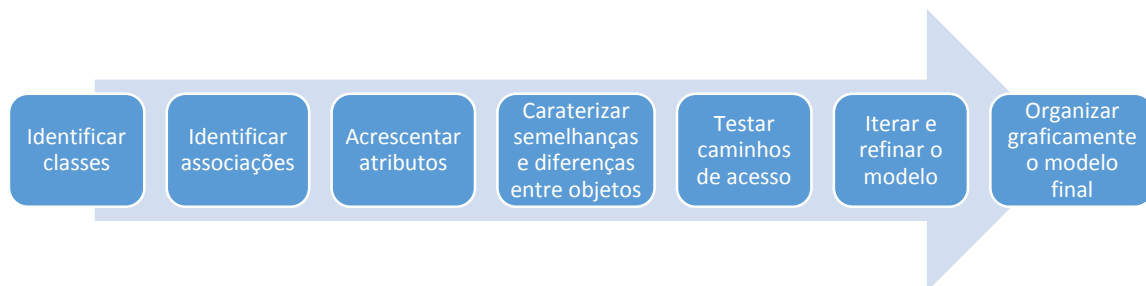 Identificar
classes
Identificar
associações
Acrescentar
atributos
Caraterizar
semelhanças
e diferenças
entre objetos
Testar
caminhos
de acesso
Iterar e
refinar o
modelo
Organizar
graficamente
o modelo
final